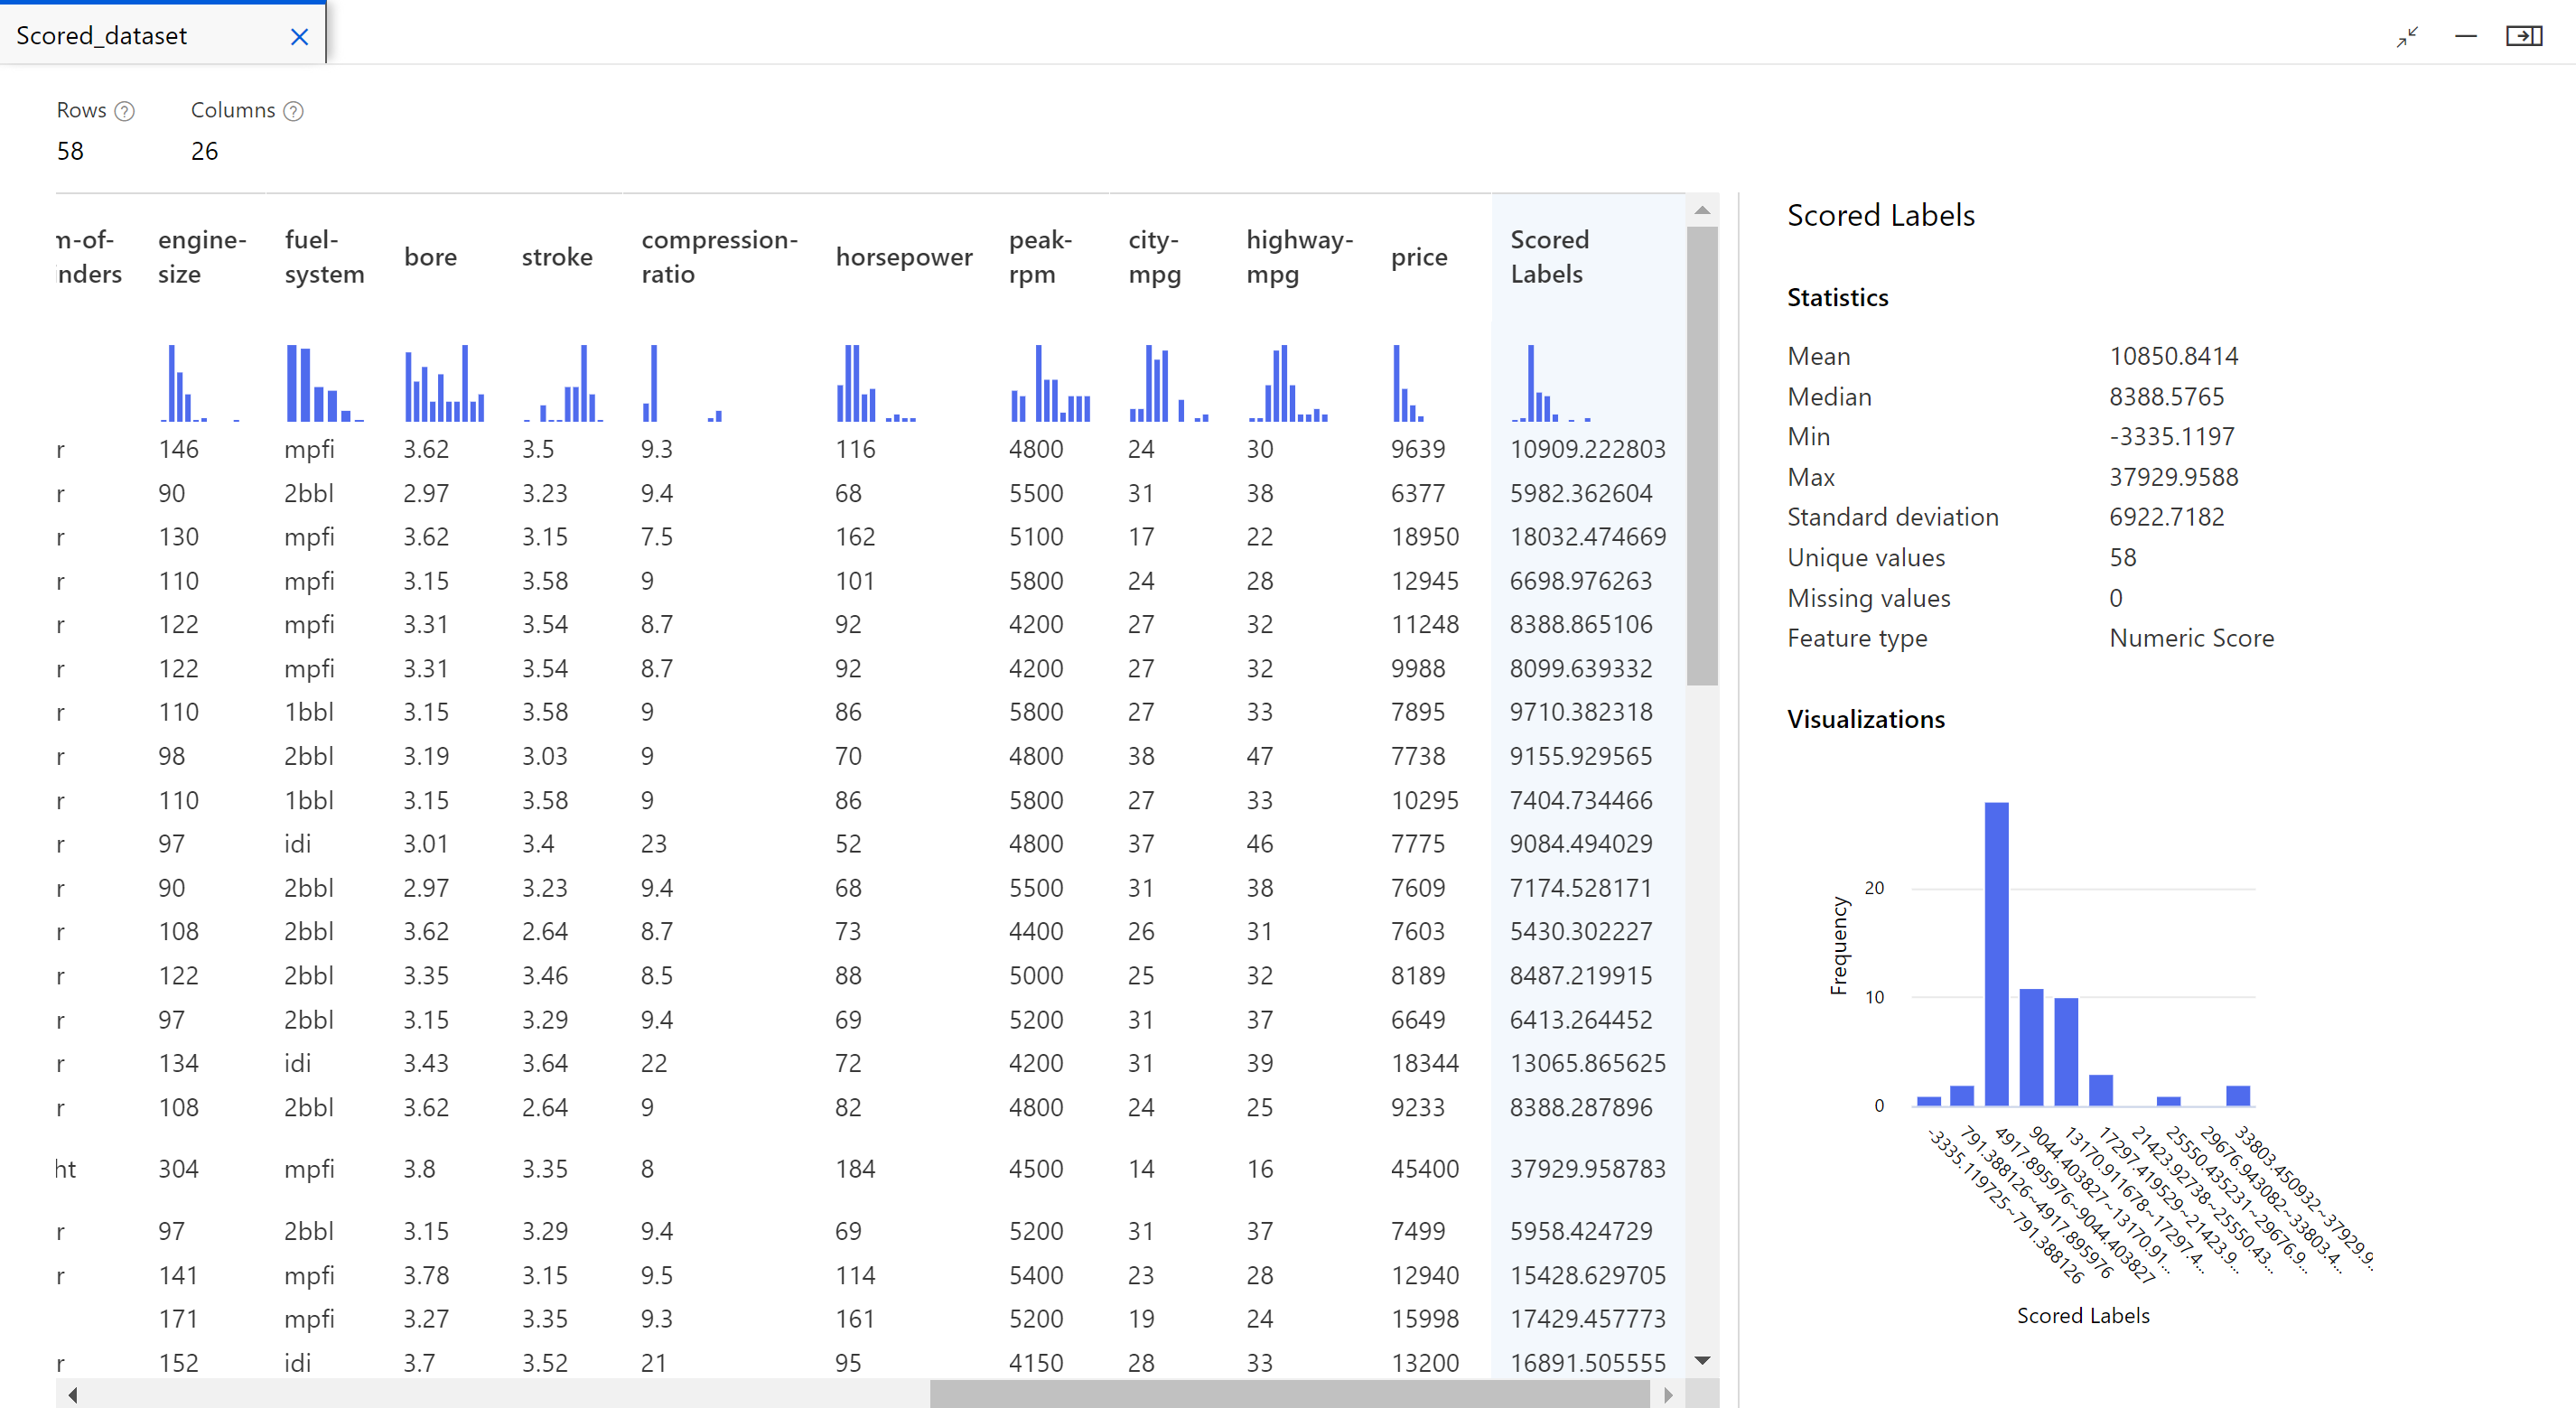 Scored_dataset
Rows Columns
58 26
m-of-
inders
engine-
size
fuel-
system
bore
stroke
compression-
ratio
horsepower
peak-
rpm
city-
mpg
highway-
mpg
price
Scored
Labels
r 146 mpfi 3.62 3.5 9.3 116 4800 24 30 9639 10909.222803
r 90 2bbl 2.97 3.23 9.4 68 5500 31 38 6377 5982.362604
r 130 mpfi 3.62 3.15 7.5 162 5100 17 22 18950 18032.474669
r 110 mpfi 3.15 3.58 9 101 5800 24 28 12945 6698.976263
r 122 mpfi 3.31 3.54 8.7 92 4200 27 32 11248 8388.865106
r 122 mpfi 3.31 3.54 8.7 92 4200 27 32 9988 8099.639332
r 110 1bbl 3.15 3.58 9 86 5800 27 33 7895 9710.382318
r 98 2bbl 3.19 3.03 9 70 4800 38 47 7738 9155.929565
r 110 1bbl 3.15 3.58 9 86 5800 27 33 10295 7404.734466
r 97 idi 3.01 3.4 23 52 4800 37 46 7775 9084.494029
r 90 2bbl 2.97 3.23 9.4 68 5500 31 38 7609 7174.528171
r 108 2bbl 3.62 2.64 8.7 73 4400 26 31 7603 5430.302227
r 122 2bbl 3.35 3.46 8.5 88 5000 25 32 8189 8487.219915
r 97 2bbl 3.15 3.29 9.4 69 5200 31 37 6649 6413.264452
r 134 idi 3.43 3.64 22 72 4200 31 39 18344 13065.865625
r 108 2bbl 3.62 2.64 9 82 4800 24 25 9233 8388.287896
ht 304 mpfi 3.8 3.35 8 184 4500 14 16 45400 37929.958783
r 97 2bbl 3.15 3.29 9.4 69 5200 31 37 7499 5958.424729
r 141 mpfi 3.78 3.15 9.5 114 5400 23 28 12940 15428.629705
171 mpfi 3.27 3.35 9.3 161 5200 19 24 15998 17429.457773
r 152 idi 3.7 3.52 21 95 4150 28 33 13200 16891.505555
Scored Labels
Statistics
Mean 10850.8414
Median 8388.5765
Min -3335.1197
Max 37929.9588
Standard deviation 6922.7182
Unique values 58
Missing values 0
Feature type Numeric Score
Visualizations
Frequency
20
10
0
-3335.119725~791.388126
791.388126~4917.895976
4917.895976~9044.403827
9044.403827~13170.91...
13170.911678~17297.4...
17297.419529~21423.9...
21423.92738~25550.43...
25550.435231~29676.9...
29676.943082~33803.4...
33803.450932~37929.9..
Scored Labels